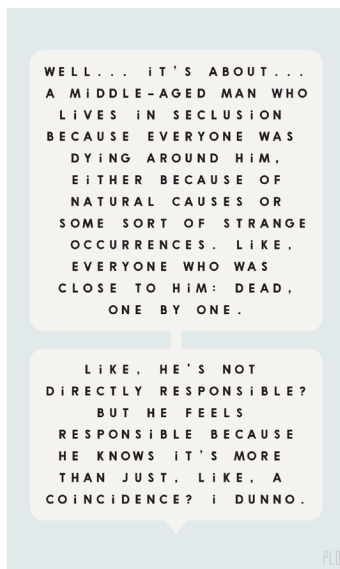 WELL... iT'S ABOUT...
A MiDDLE-AGED MAN WHO
LiVES iN SECLUSiON
BECAUSE EVERYONE WAS
DYiNG AROUND HiM,
EiTHER BECAUSE OF
NATURAL CAUSES OR
SOME SORT OF STRANGE
OCCURRENCES. LiKE,
EVERYONE WHO WAS
CLOSE TO HiM: DEAD,
ONE BY ONE.
LiKE, HE'S NOT
DiRECTLY RESPONSiBLE?
BUT HE FEELS
RESPONSiBLE BECAUSE
HE KNOWS iT'S MORE
THAN JUST, LiKE, A
COiNCiDENCE? i DUNNO.